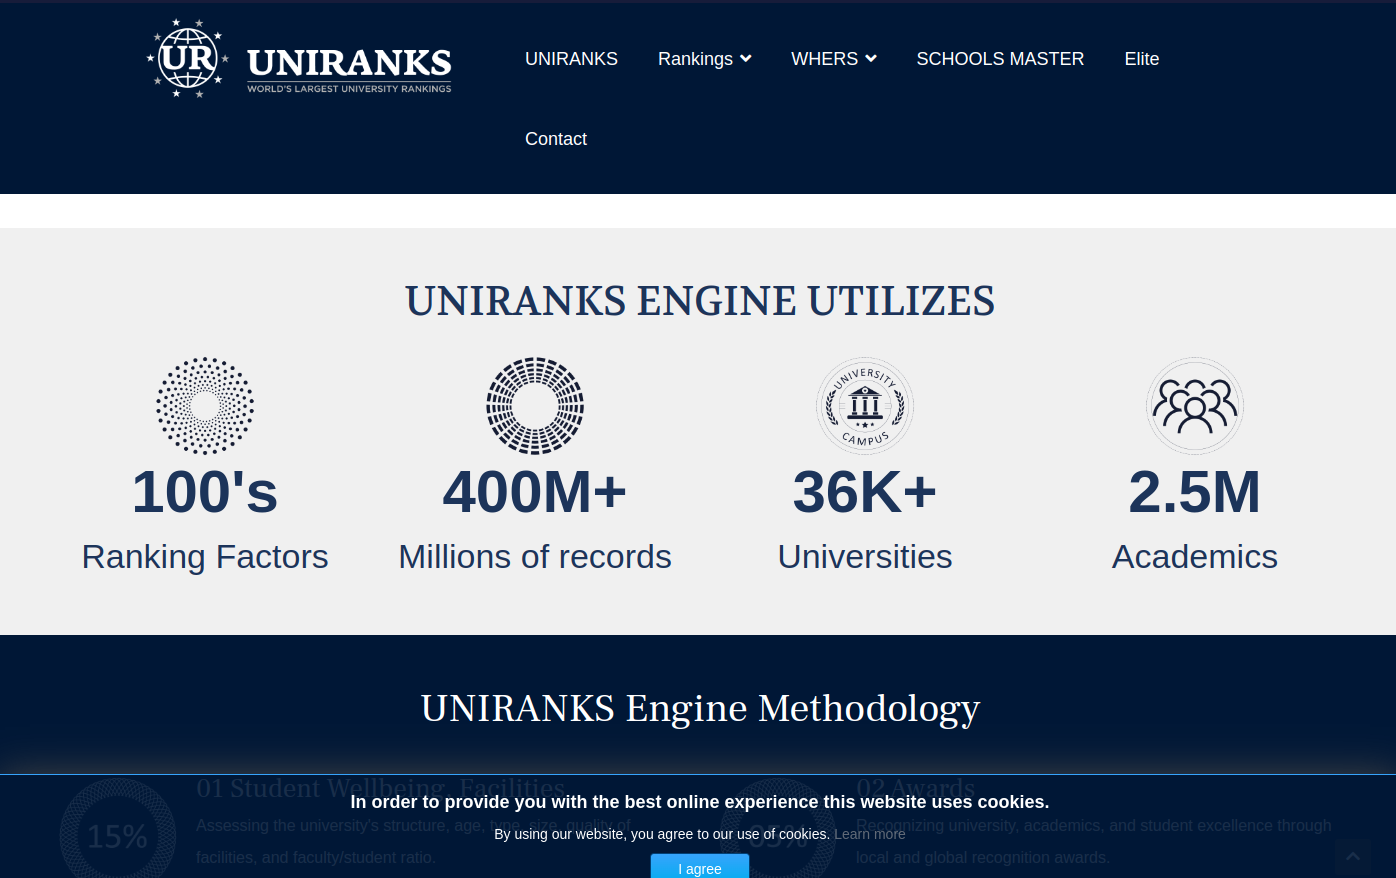 UR
UNIRANKS
WORLD'S LARGEST UNIVERSITY RANKINGS
UNIRANKS Rankings WHERS SCHOOLS MASTER Elite
Contact
UNIRANKS ENGINE UTILIZES
UNIVERSITY
CAMPUS
100's 400M+ 36K+ 2.5M
Ranking Factors Millions of records Universities Academics
UNIRANKS Engine Methodology
01 Student Wellbeing, Facilities
15%
Assessing the university's structure, age, type, size, quality of
facilities, and faculty/student ratio.
02 Awards
05%
Recognizing university, academics, and student excellence through
local and global recognition awards.
In order to provide you with the best online experience this website uses cookies.
By using our website, you agree to our use of cookies. Learn more
I agree